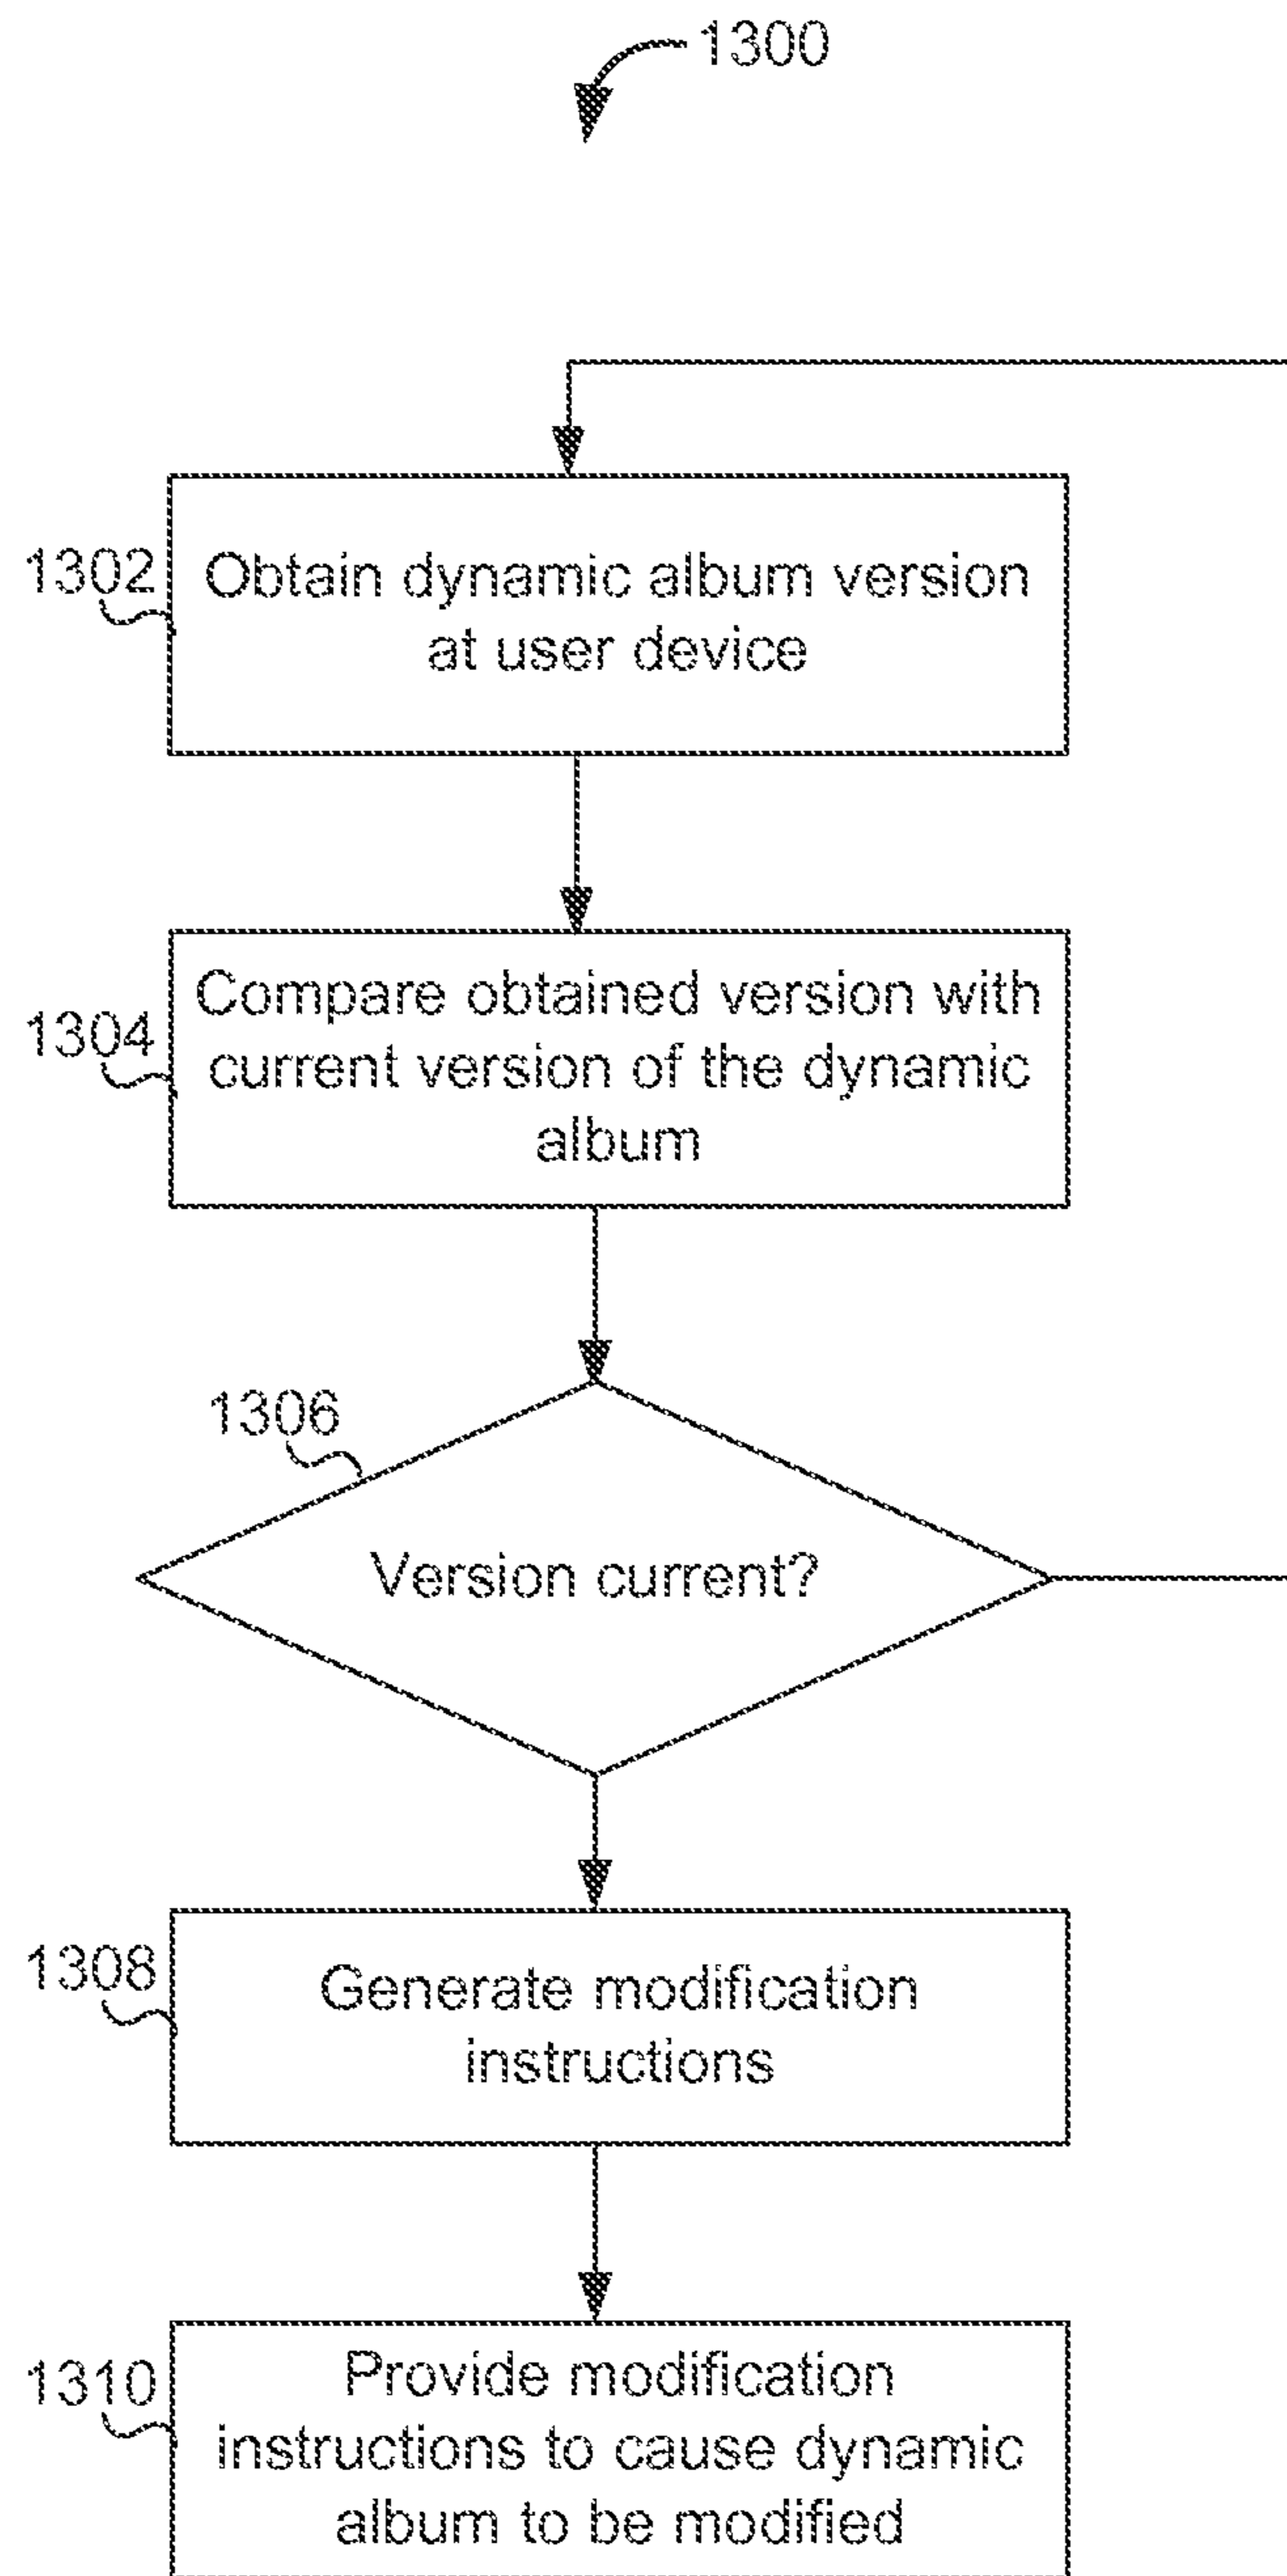 1300
1302
Obtain dynamic album version
at user device
1304
Compare obtained version with
current version of the dynamic
album
1306
Version current?
1308
Generate modification
instructions
1310
Provide modification
instructions to cause dynamic
album to be modified